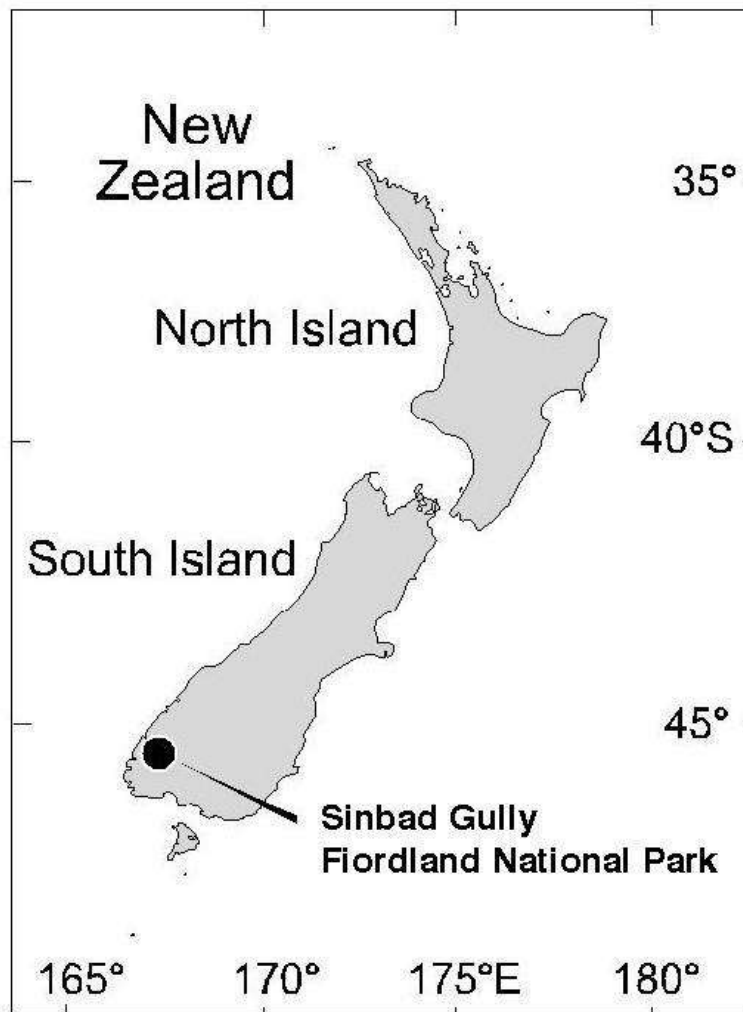 New
Zealand
35°
North Island
40°S
South Island
45°
Sinbad Gully
Fiordland National Park
165° 170° 175°E 180°